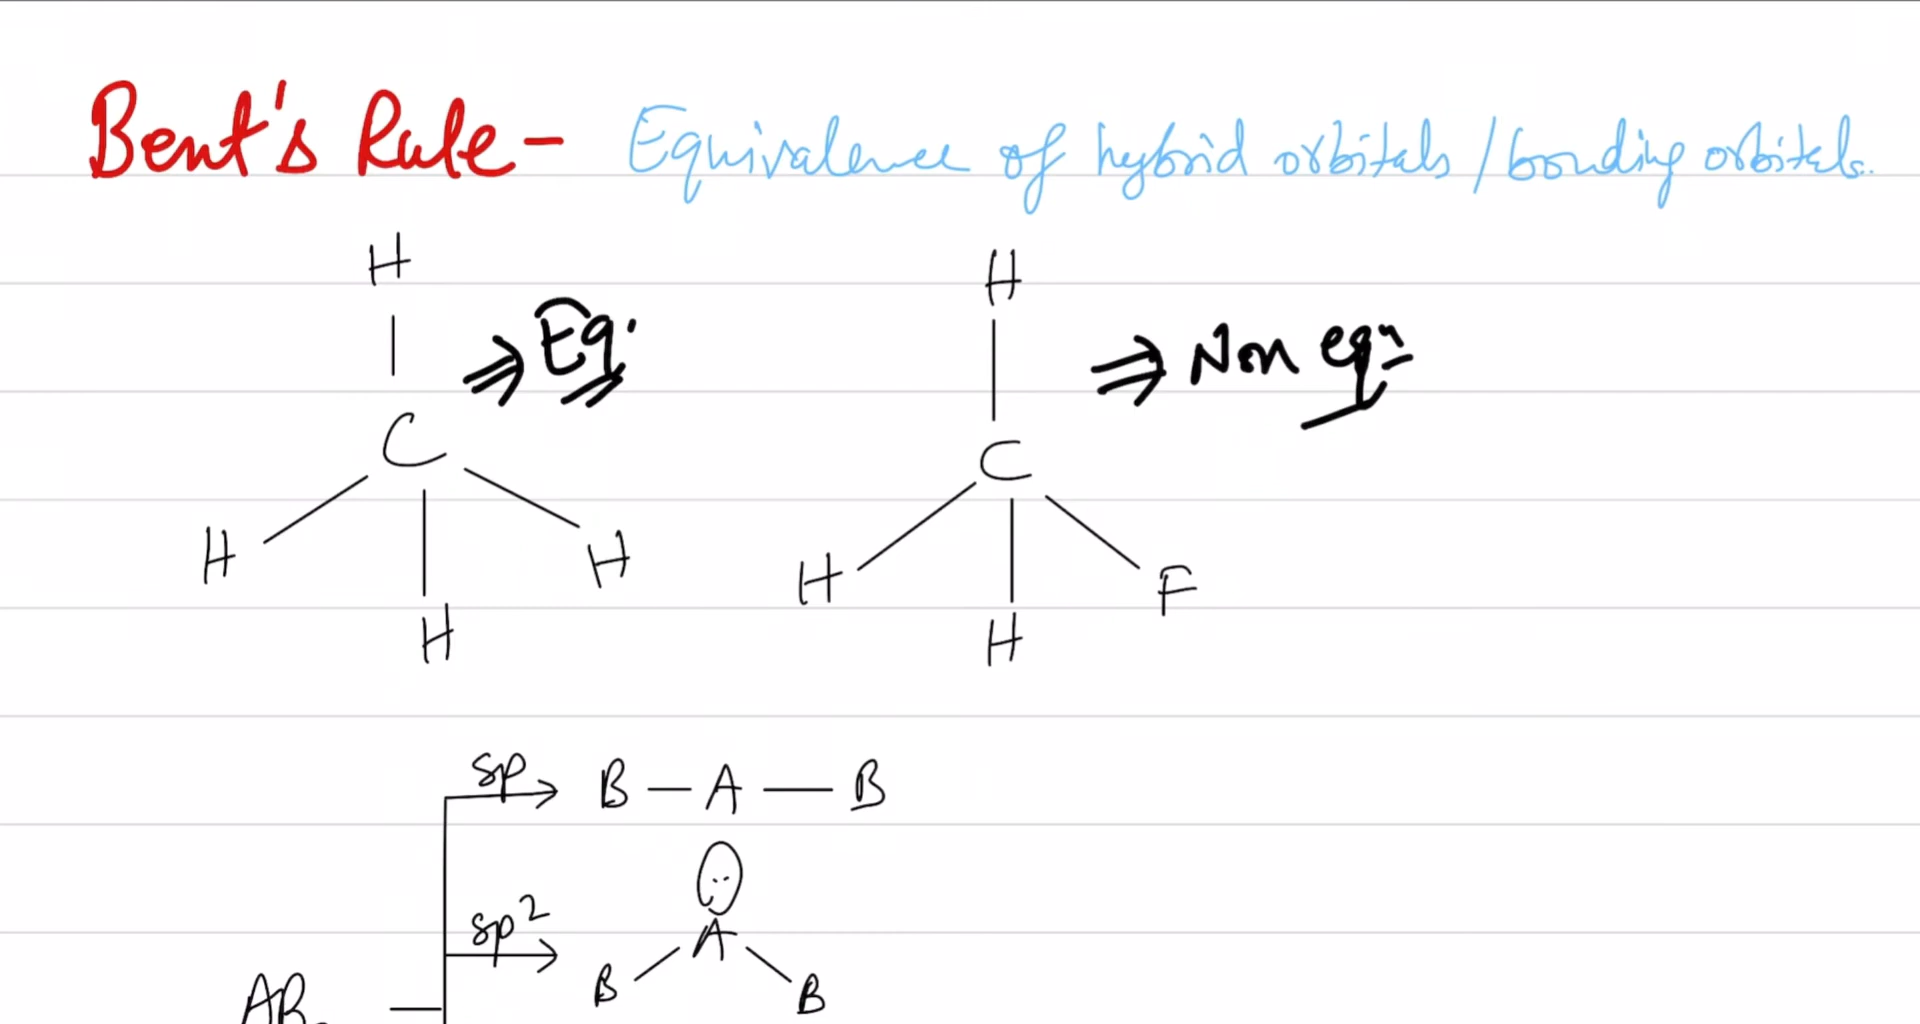 Bent's Rule - Equivalence of hybrid orbitals / bonding orbitals.
H H
⇒ Eq. ⇒ Non eq.
C C
H H H F
H H
sp B — A — B
sp² A
B B
AB